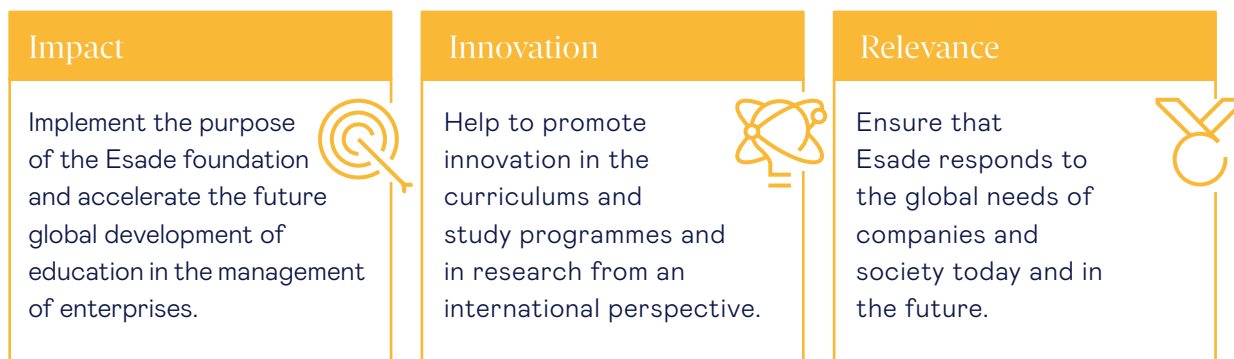 Impact
Implement the purpose
of the Esade foundation
and accelerate the future
global development of
education in the management
of enterprises.
Innovation
Help to promote
innovation in the
curriculums and
study programmes and
in research from an
international perspective.
Relevance
Ensure that
Esade responds to
the global needs of
companies and
society today and in
the future.